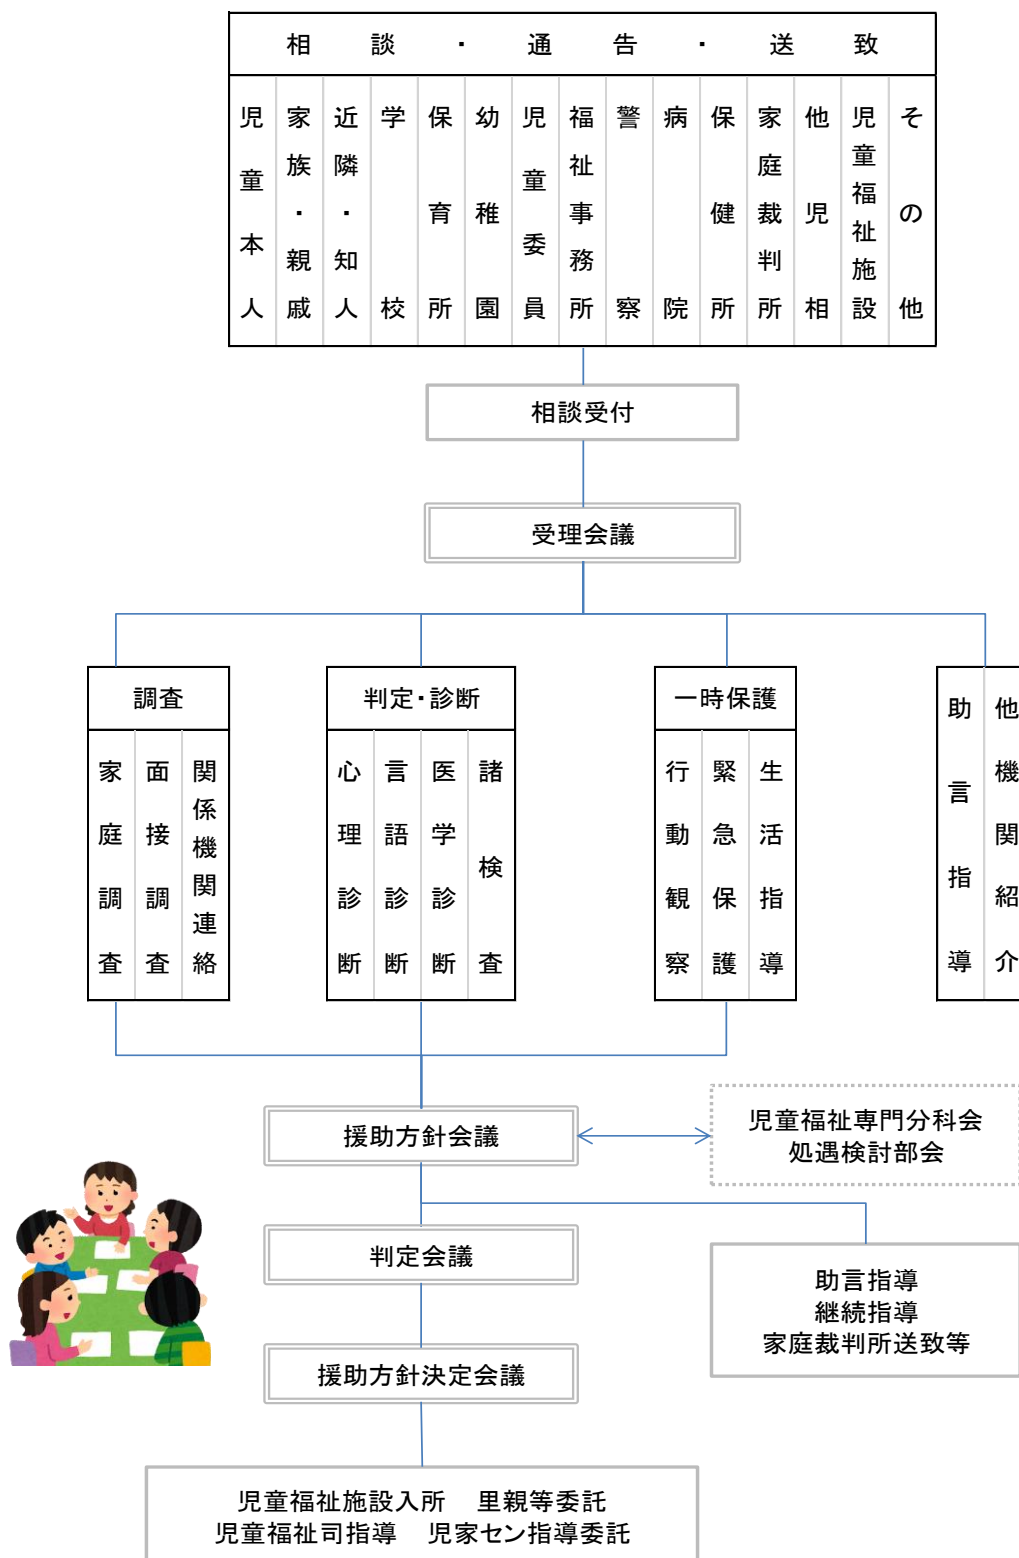 相談・通告・送致
児童本人
家族・親戚
近隣・知人
学校
保育所
幼稚園
児童委員
福祉事務所
警察
病院
保健所
家庭裁判所
他児相
児童福祉施設
その他
相談受付
受理会議
調査
家庭調査
面接調査
関係機関連絡
判定・診断
心理診断
言語診断
医学診断
諸検査
一時保護
行動観察
緊急保護
生活指導
助言指導
他機関紹介
援助方針会議
児童福祉専門分科会
処遇検討部会
判定会議
助言指導
継続指導
家庭裁判所送致等
援助方針決定会議
児童福祉施設入所　里親等委託
児童福祉司指導　児家セン指導委託